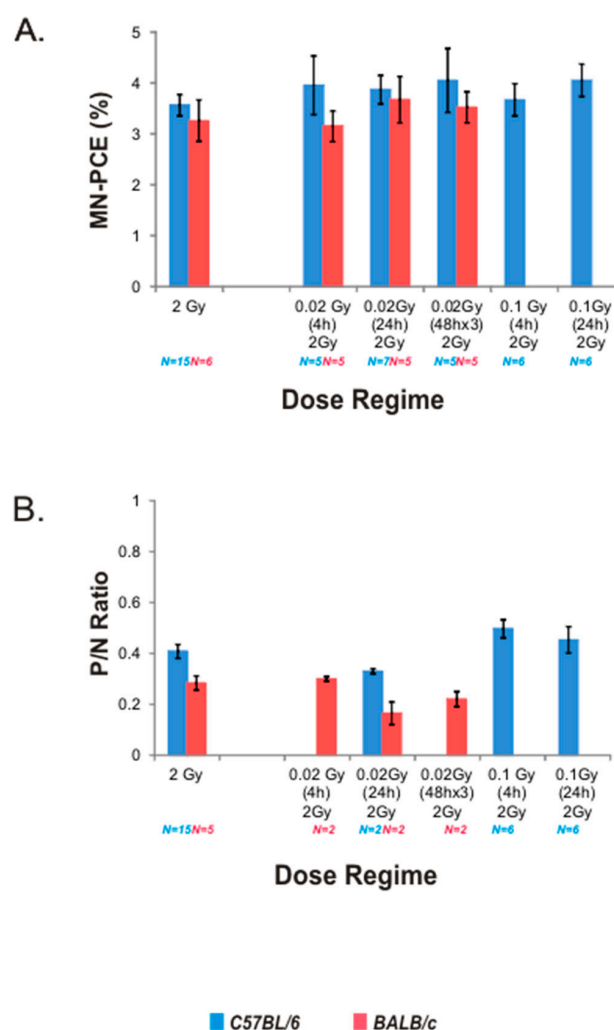 A.
MN-PCE (%)
5
4
3
2
1
0
2 Gy
0.02 Gy
(4h)
2Gy
0.02Gy
(24h)
2Gy
0.02Gy
(48hx3)
2Gy
0.1 Gy
(4h)
2Gy
0.1Gy
(24h)
2Gy
N=15N=6
N=5N=5
N=7N=5
N=5N=5
N=6
N=6
Dose Regime
B.
P/N Ratio
1
0.8
0.6
0.4
0.2
0
2 Gy
0.02 Gy
(4h)
2Gy
0.02Gy
(24h)
2Gy
0.02Gy
(48hx3)
2Gy
0.1 Gy
(4h)
2Gy
0.1Gy
(24h)
2Gy
N=15N=5
N=2
N=2N=2
N=2
N=6
N=6
Dose Regime
C57BL/6
BALB/c